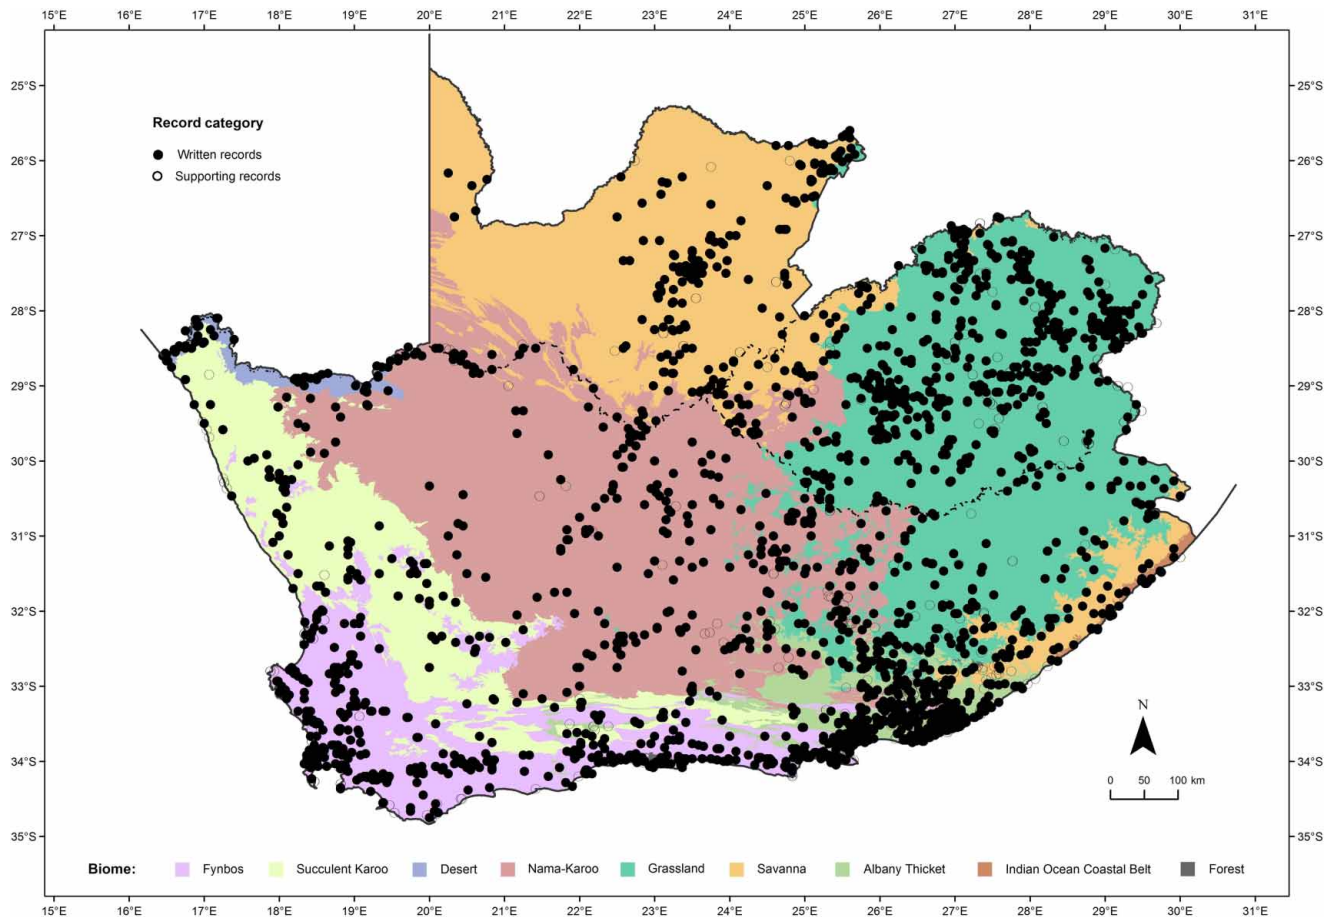 15°E 16°E 17°E 18°E 19°E 20°E 21°E 22°E 23°E 24°E 25°E 26°E 27°E 28°E 29°E 30°E 31°E
25°S 25°S
Record category
Written records
Supporting records
26°S 26°S
27°S 27°S
28°S 28°S
29°S 29°S
30°S 30°S
31°S 31°S
32°S 32°S
33°S 33°S
N
34°S 34°S
0 50 100 km
35°S 35°S
Biome: Fynbos Succulent Karoo Desert Nama-Karoo Grassland Savanna Albany Thicket Indian Ocean Coastal Belt Forest
15°E 16°E 17°E 18°E 19°E 20°E 21°E 22°E 23°E 24°E 25°E 26°E 27°E 28°E 29°E 30°E 31°E